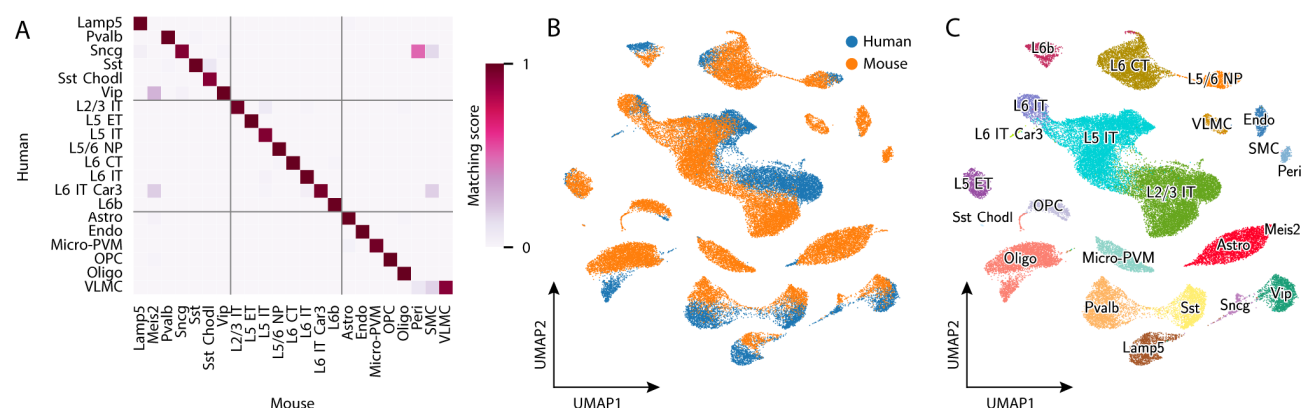 A
Human
Lamp5
Pvalb
Sncg
Sst
Sst Chodl
Vip
L2/3 IT
L5 ET
L5 IT
L5/6 NP
L6 CT
L6 IT
L6 IT Car3
L6b
Astro
Endo
Micro-PVM
OPC
Oligo
VLMC
Lamp5
Meis2
Pvalb
Sncg
Sst
Sst Chodl
Vip
L2/3 IT
L5 ET
L5 IT
L5/6 NP
L6 CT
L6 IT
L6 IT Car3
L6b
Astro
Endo
Micro-PVM
OPC
Oligo
Peri
SMC
VLMC
Mouse
Matching score
1
0
B
Human
Mouse
UMAP2
UMAP1
C
L6b
L6 CT
L5/6 NP
L6 IT
L6 IT Car3
L5 IT
VLMC
Endo
SMC
Peri
L5 ET
L2/3 IT
OPC
Sst Chodl
Meis2
Astro
Oligo
Micro-PVM
Pvalb
Sst
Sncg
Vip
Lamp5
UMAP2
UMAP1